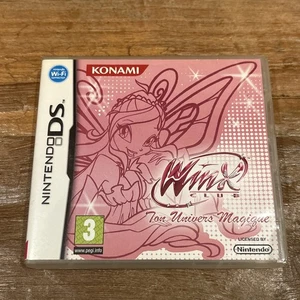 Wi-Fi
KONAMI
NINTENDO DS
WinX
CLUB
Ton Univers Magique
3
www.pegi.info
LICENSED BY
Nintendo